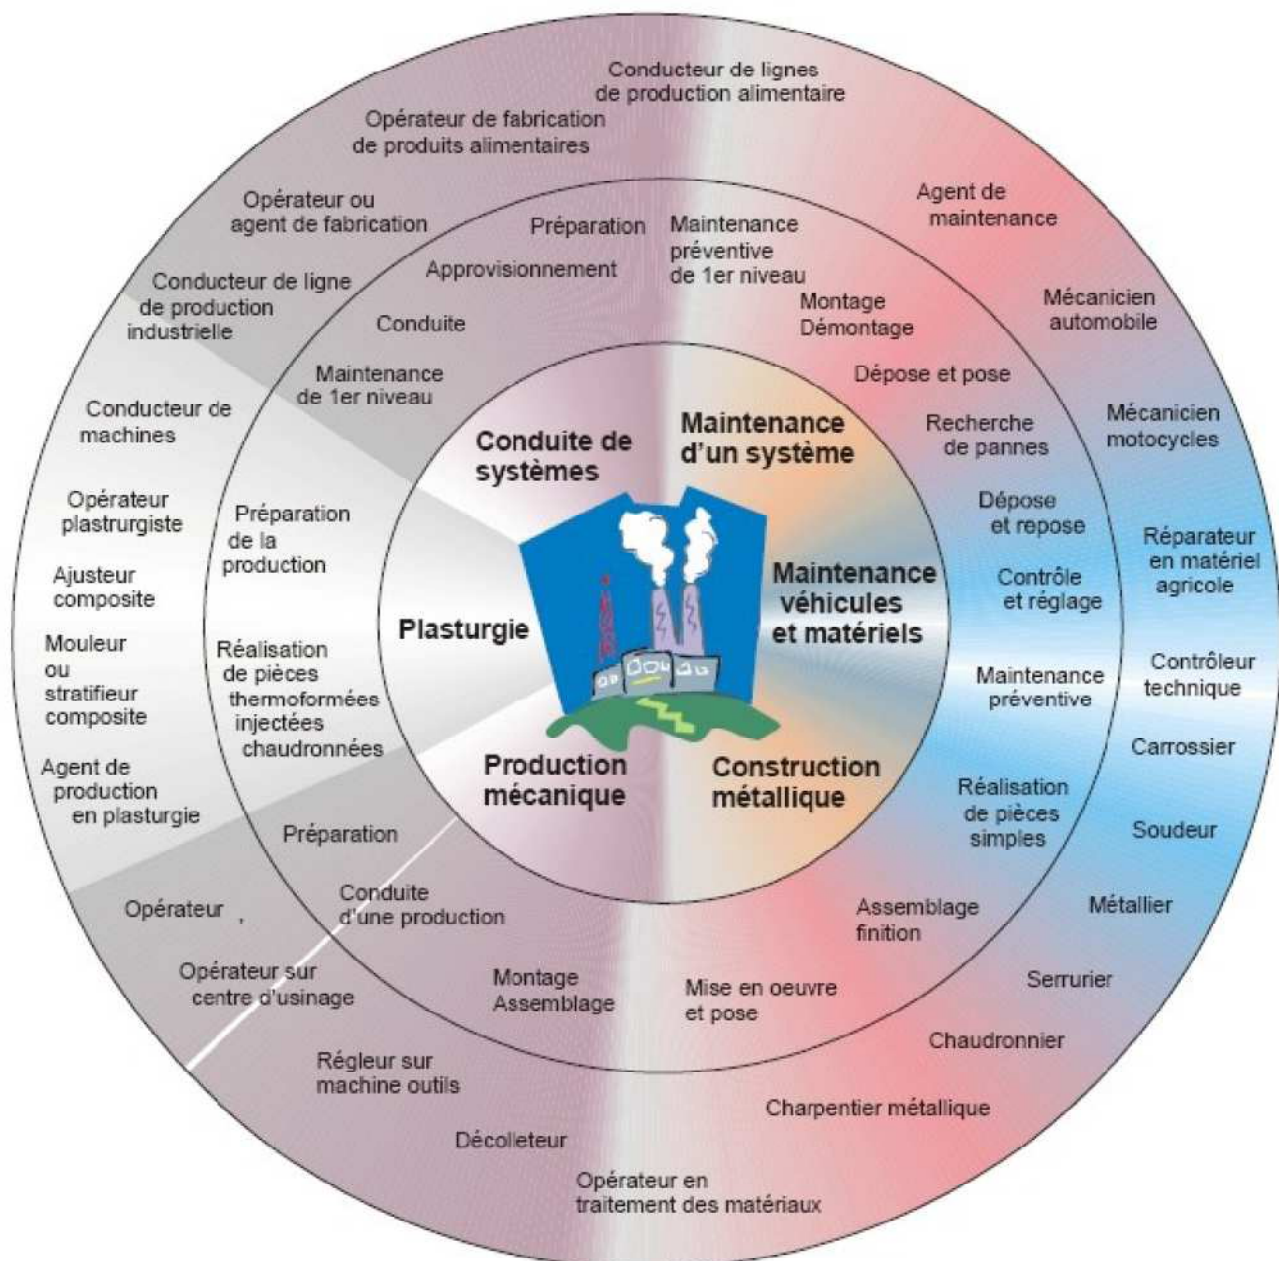 Conducteur de lignes
de production alimentaire
Opérateur de fabrication
de produits alimentaires
Opérateur ou
agent de fabrication
Conducteur de ligne
de production
industrielle
Conducteur de
machines
Opérateur
plastrurgiste
Ajusteur
composite
Mouleur
ou
stratifieur
composite
Agent de
production
en plasturgie
Opérateur ,
Opérateur sur
centre d'usinage
Régleur sur
machine outils
Décolleteur
Opérateur en
traitement des matériaux
Charpentier métallique
Chaudronnier
Serrurier
Métallier
Soudeur
Carrossier
Contrôleur
technique
Réparateur
en matériel
agricole
Mécanicien
motocycles
Mécanicien
automobile
Agent de
maintenance
Préparation
Approvisionnement
Conduite
Maintenance
de 1er niveau
Préparation
de la
production
Réalisation
de pièces
thermoformées
injectées
chaudronnées
Préparation
Conduite
d'une production
Montage
Assemblage
Mise en oeuvre
et pose
Assemblage
finition
Réalisation
de pièces
simples
Maintenance
préventive
Contrôle
et réglage
Dépose
et repose
Recherche
de pannes
Dépose et pose
Montage
Démontage
Maintenance
préventive
de 1er niveau
Conduite de
systèmes
Maintenance
d'un système
Maintenance
véhicules
et matériels
Construction
métallique
Production
mécanique
Plasturgie